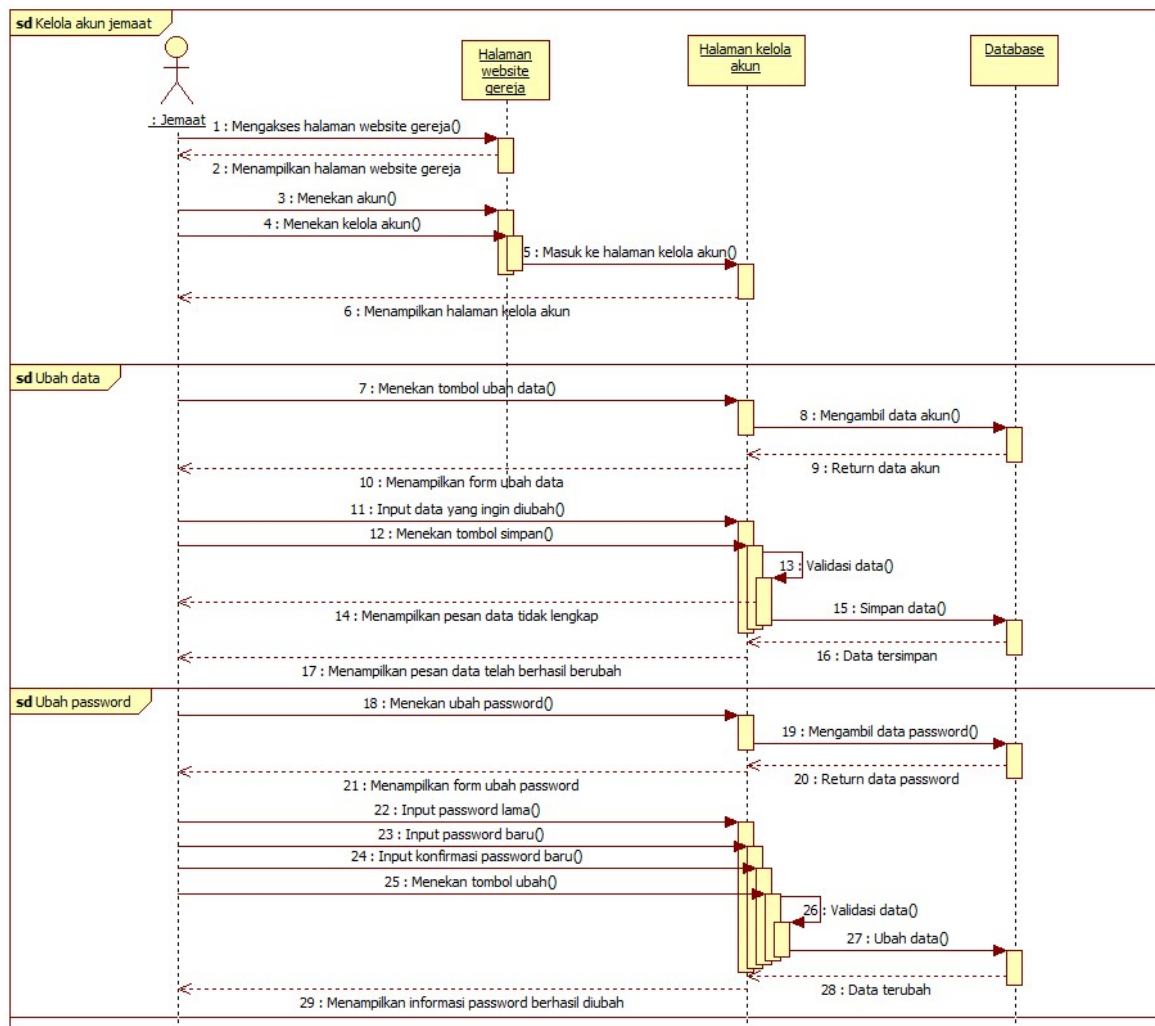 sd Kelola akun jemaat
Halaman
website
gereja
Halaman kelola
akun
Database
: Jemaat
1 : Mengakses halaman website gereja()
2 : Menampilkan halaman website gereja
3 : Menekan akun()
4 : Menekan kelola akun()
5 : Masuk ke halaman kelola akun()
6 : Menampilkan halaman kelola akun
sd Ubah data
7 : Menekan tombol ubah data()
8 : Mengambil data akun()
9 : Return data akun
10 : Menampilkan form ubah data
11 : Input data yang ingin diubah()
12 : Menekan tombol simpan()
13 : Validasi data()
14 : Menampilkan pesan data tidak lengkap
15 : Simpan data()
16 : Data tersimpan
17 : Menampilkan pesan data telah berhasil berubah
sd Ubah password
18 : Menekan ubah password()
19 : Mengambil data password()
20 : Return data password
21 : Menampilkan form ubah password
22 : Input password lama()
23 : Input password baru()
24 : Input konfirmasi password baru()
25 : Menekan tombol ubah()
26 : Validasi data()
27 : Ubah data()
28 : Data terubah
29 : Menampilkan informasi password berhasil diubah